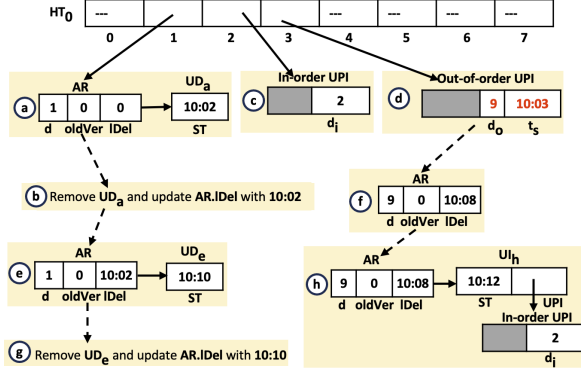 HT0 --- --- --- --- ---
0 1 2 3 4 5 6 7
AR UDa
a 1 0 0 10:02
d oldVer lDel ST
In-order UPI
c 2
di
Out-of-order UPI
d 9 10:03
do ts
b Remove UDa and update AR.lDel with 10:02
AR
f 9 0 10:08
d oldVer lDel
AR UDe
e 1 0 10:02 10:10
d oldVer lDel ST
AR UIh
h 9 0 10:08 10:12
d oldVer lDel ST UPI
In-order UPI
2
di
g Remove UDe and update AR.lDel with 10:10